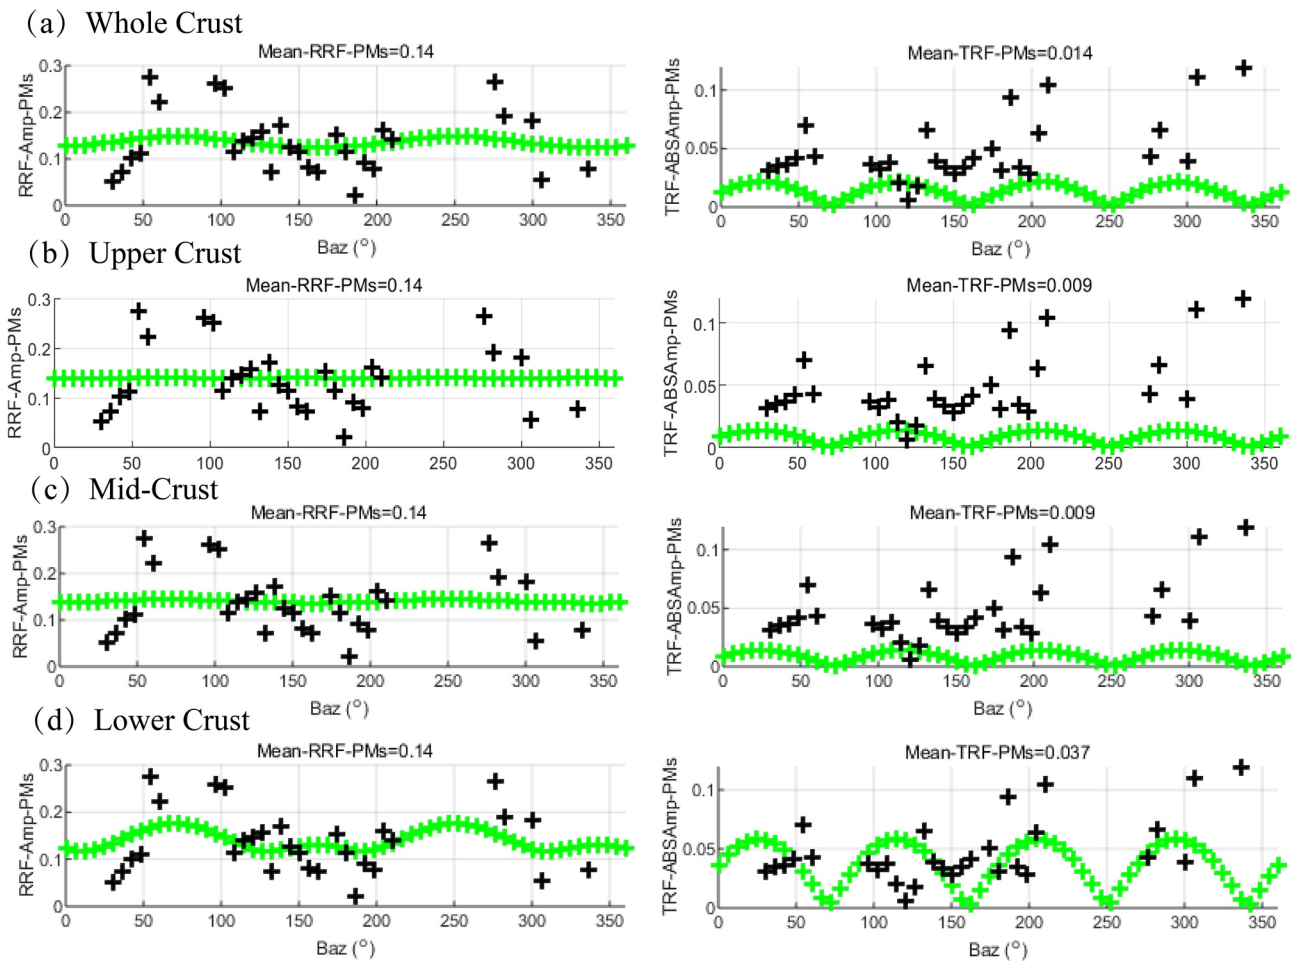 (a) Whole Crust
Mean-RRF-PMs=0.14
RRF-Amp-PMs
0.3
0.2
0.1
0
0 50 100 150 200 250 300 350
Baz (°)
Mean-TRF-PMs=0.014
TRF-ABSAmp-PMs
0.1
0.05
0
0 50 100 150 200 250 300 350
Baz (°)
(b) Upper Crust
Mean-RRF-PMs=0.14
RRF-Amp-PMs
0.3
0.2
0.1
0
0 50 100 150 200 250 300 350
Mean-TRF-PMs=0.009
TRF-ABSAmp-PMs
0.1
0.05
0
0 50 100 150 200 250 300 350
(c) Mid-Crust
Mean-RRF-PMs=0.14
RRF-Amp-PMs
0.3
0.2
0.1
0
0 50 100 150 200 250 300 350
Baz (°)
Mean-TRF-PMs=0.009
TRF-ABSAmp-PMs
0.1
0.05
0
0 50 100 150 200 250 300 350
Baz (°)
(d) Lower Crust
Mean-RRF-PMs=0.14
RRF-Amp-PMs
0.3
0.2
0.1
0
0 50 100 150 200 250 300 350
Baz (°)
Mean-TRF-PMs=0.037
TRF-ABSAmp-PMs
0.1
0.05
0
0 50 100 150 200 250 300 350
Baz (°)